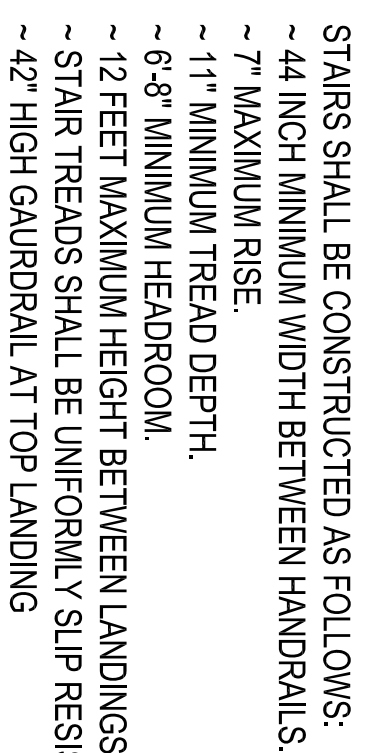 STAIRS SHALL BE CONSTRUCTED AS FOLLOWS:
~ 44 INCH MINIMUM WIDTH BETWEEN HANDRAILS.
~ 7" MAXIMUM RISE.
~ 11" MINIMUM TREAD DEPTH.
~ 6'-8" MINIMUM HEADROOM.
~ 12 FEET MAXIMUM HEIGHT BETWEEN LANDINGS
~ STAIR TREADS SHALL BE UNIFORMLY SLIP
~ 42" HIGH GAURDRAIL AT TOP LANDING